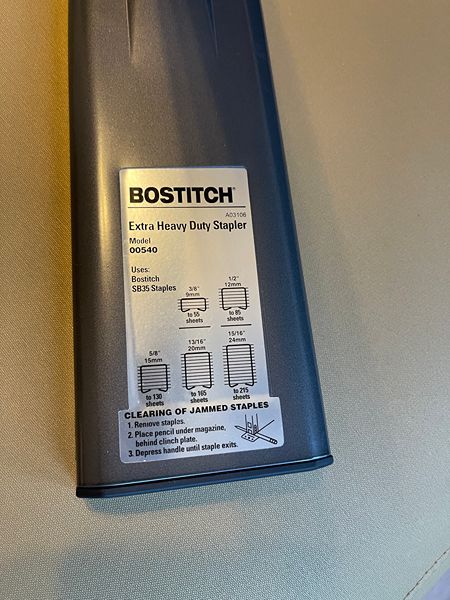 BOSTITCH®
A03106
Extra Heavy Duty Stapler
Model
00540
Uses:
Bostitch
SB35 Staples
3/8"
9mm
to 55
sheets
1/2"
12mm
to 85
sheets
5/8"
15mm
to 130
sheets
13/16"
20mm
to 165
sheets
15/16"
24mm
to 215
sheets
CLEARING OF JAMMED STAPLES
1. Remove staples.
2. Place pencil under magazine,
behind clinch plate.
3. Depress handle until staple exits.